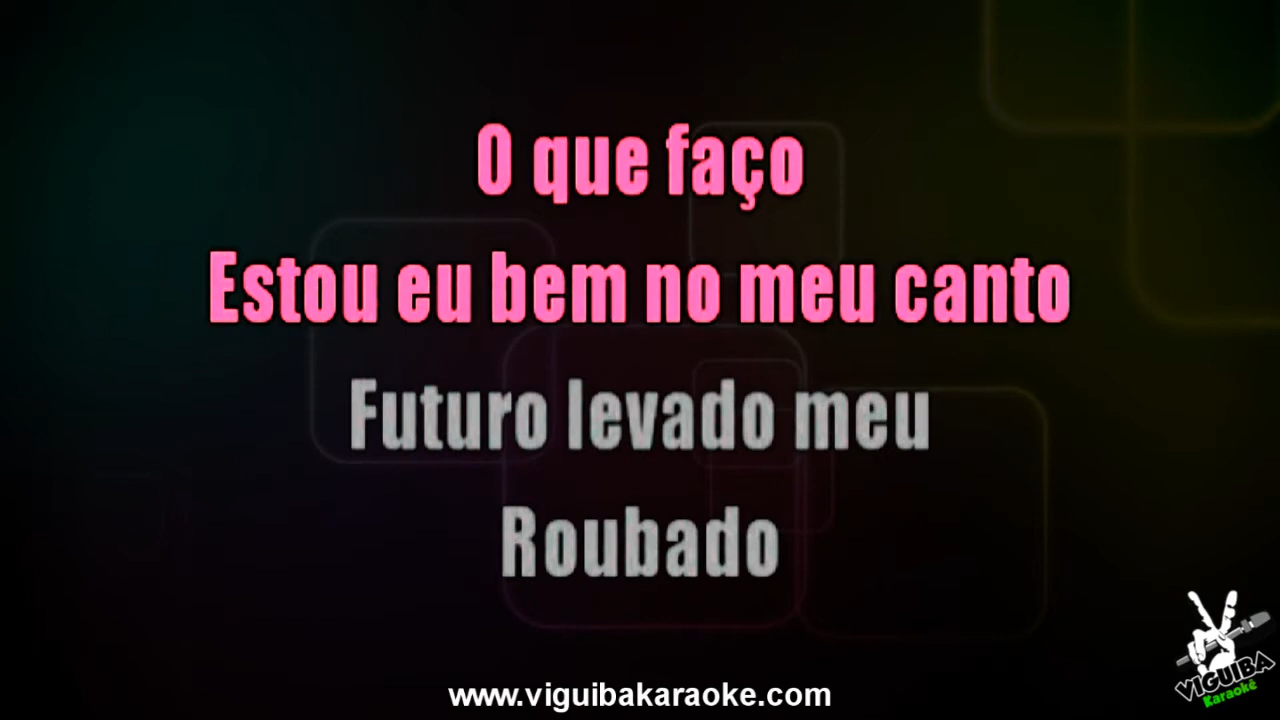 O que faço
Estou eu bem no meu canto
Futuro levado meu
Roubado
www.viguibakaraoke.com
VIGUIBA
Karaokê